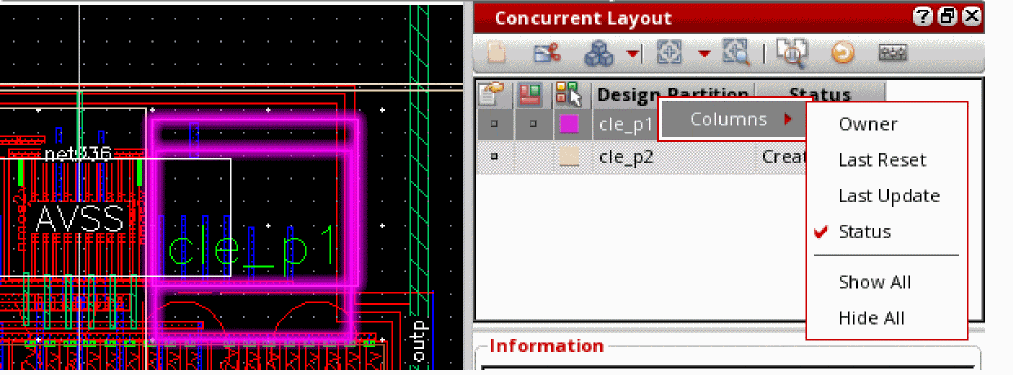 Concurrent Layout
Design Partition Status
Columns
cle_p1
cle_p2 Creat
Owner
Last Reset
Last Update
Status
Show All
Hide All
Information
AVSS
cle_p1
outp